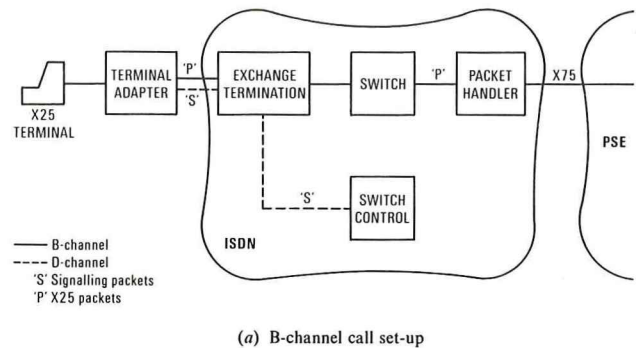 X25
TERMINAL
TERMINAL
ADAPTER
'P'
'S'
EXCHANGE
TERMINATION
SWITCH
'P'
PACKET
HANDLER
X75
PSE
'S'
SWITCH
CONTROL
ISDN
B-channel
D-channel
'S' Signalling packets
'P' X25 packets
(a) B-channel call set-up